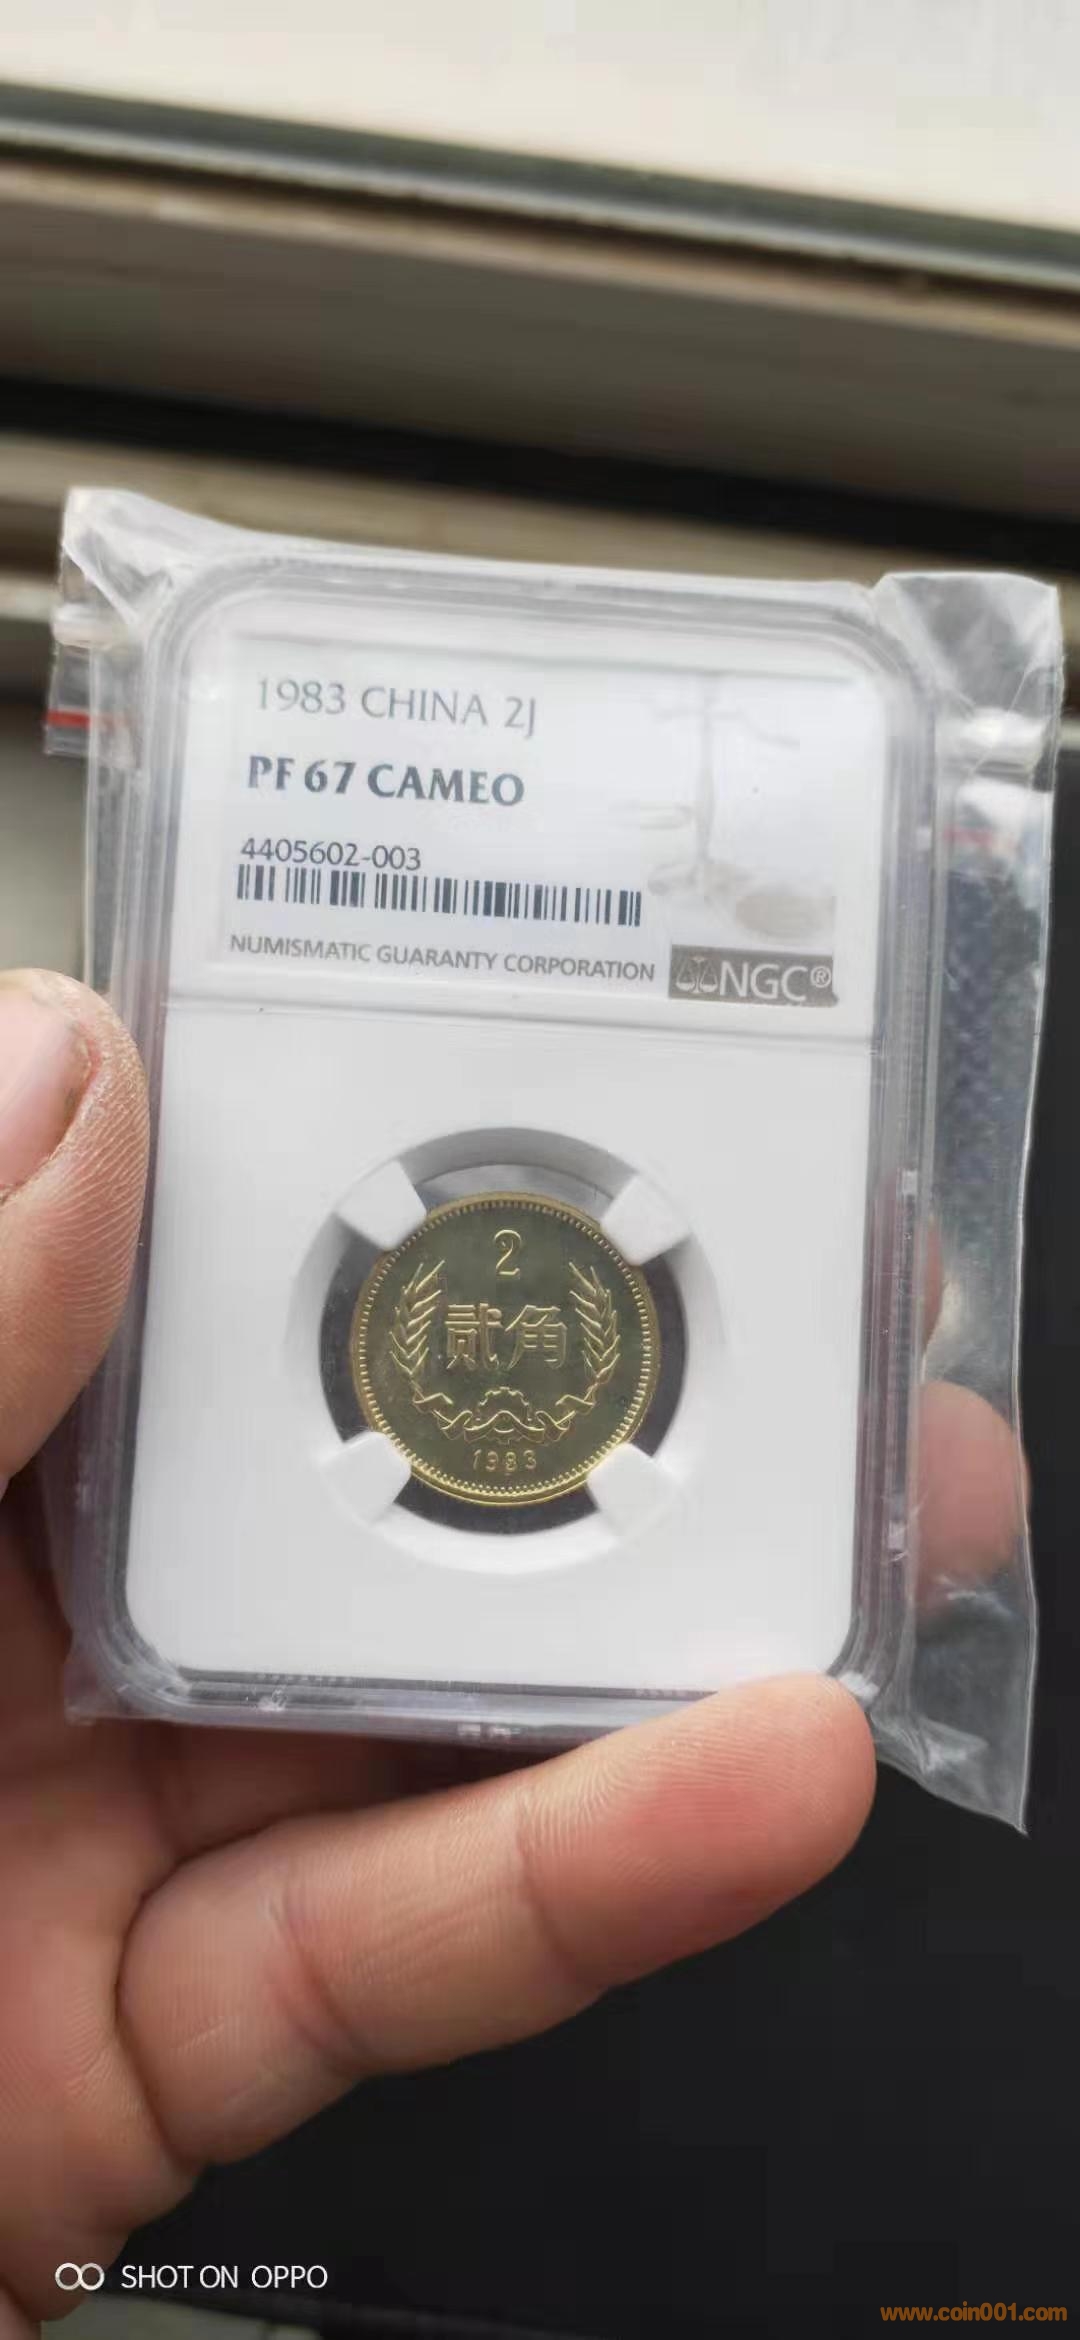 1983 CHINA 2J
PF 67 CAMEO
4405602-003
NUMISMATIC GUARANTY CORPORATION NGC®
2
贰角
1983
SHOT ON OPPO
www.coin001.com